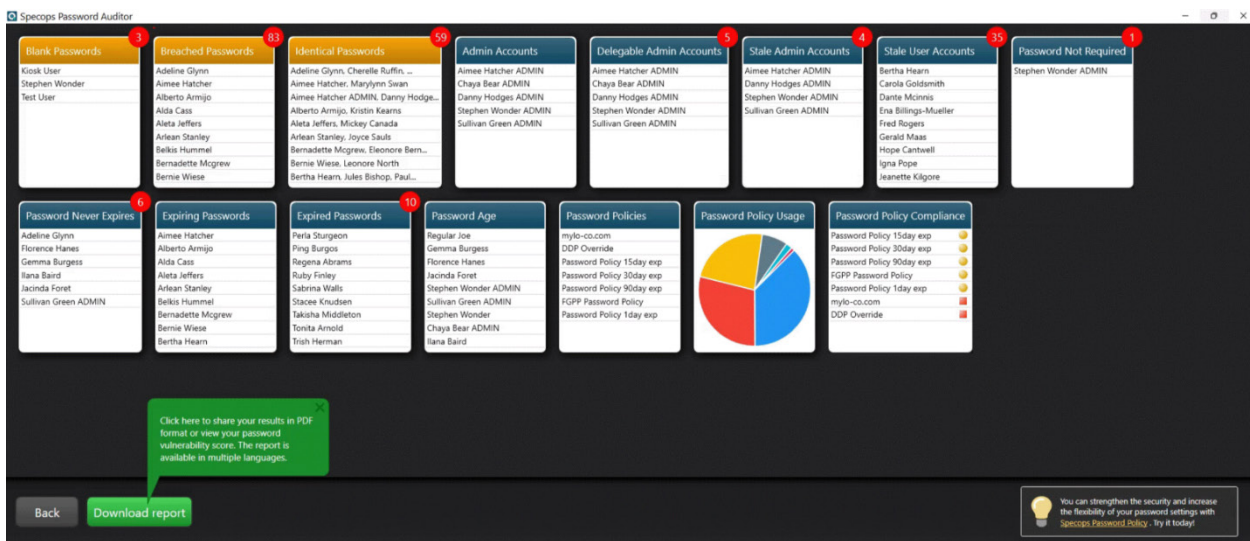 Specops Password Auditor
Blank Passwords
3
Kiosk User
Stephen Wonder
Test User
Breached Passwords
83
Adeline Glynn
Aimee Hatcher
Alberto Armijo
Alda Cass
Aleta Jeffers
Arlean Stanley
Belkis Hummel
Bernadette Mcgrew
Bernie Wiese
Identical Passwords
59
Adeline Glynn, Cherelle Ruffin, ...
Aimee Hatcher, Marylynn Swan
Aimee Hatcher ADMIN, Danny Hodge...
Alberto Armijo, Kristin Kearns
Aleta Jeffers, Mickey Canada
Arlean Stanley, Joyce Sauls
Bernadette Mcgrew, Eleonore Bern...
Bernie Wiese, Leonore North
Bertha Hearn, Jules Bishop, Paul...
Admin Accounts
Aimee Hatcher ADMIN
Chaya Bear ADMIN
Danny Hodges ADMIN
Stephen Wonder ADMIN
Sullivan Green ADMIN
Delegable Admin Accounts
5
Aimee Hatcher ADMIN
Chaya Bear ADMIN
Danny Hodges ADMIN
Stephen Wonder ADMIN
Sullivan Green ADMIN
Stale Admin Accounts
4
Aimee Hatcher ADMIN
Danny Hodges ADMIN
Stephen Wonder ADMIN
Sullivan Green ADMIN
Stale User Accounts
35
Bertha Hearn
Carola Goldsmith
Dante Mcinnis
Ena Billings-Mueller
Fred Rogers
Gerald Maas
Hope Cantwell
Igna Pope
Jeanette Kilgore
Password Not Required
1
Stephen Wonder ADMIN
Password Never Expires
6
Adeline Glynn
Florence Hanes
Gemma Burgess
Ilana Baird
Jacinda Foret
Sullivan Green ADMIN
Expiring Passwords
Aimee Hatcher
Alberto Armijo
Alda Cass
Aleta Jeffers
Arlean Stanley
Belkis Hummel
Bernadette Mcgrew
Bernie Wiese
Bertha Hearn
Expired Passwords
10
Perla Sturgeon
Ping Burgos
Regena Abrams
Ruby Finley
Sabrina Walls
Stacee Knudsen
Takisha Middleton
Tonita Arnold
Trish Herman
Password Age
Regular Joe
Gemma Burgess
Florence Hanes
Jacinda Foret
Stephen Wonder ADMIN
Sullivan Green ADMIN
Stephen Wonder
Chaya Bear ADMIN
Ilana Baird
Password Policies
mylo-co.com
DDP Override
Password Policy 15day exp
Password Policy 30day exp
Password Policy 90day exp
FGPP Password Policy
Password Policy 1day exp
Password Policy Usage
Password Policy Compliance
Password Policy 15day exp
Password Policy 30day exp
Password Policy 90day exp
FGPP Password Policy
Password Policy 1day exp
mylo-co.com
DDP Override
Click here to share your results in PDF
format or view your password
vulnerability score. The report is
available in multiple languages.
Back
Download report
You can strengthen the security and increase
the flexibility of your password settings with
Specops Password Policy . Try it today!